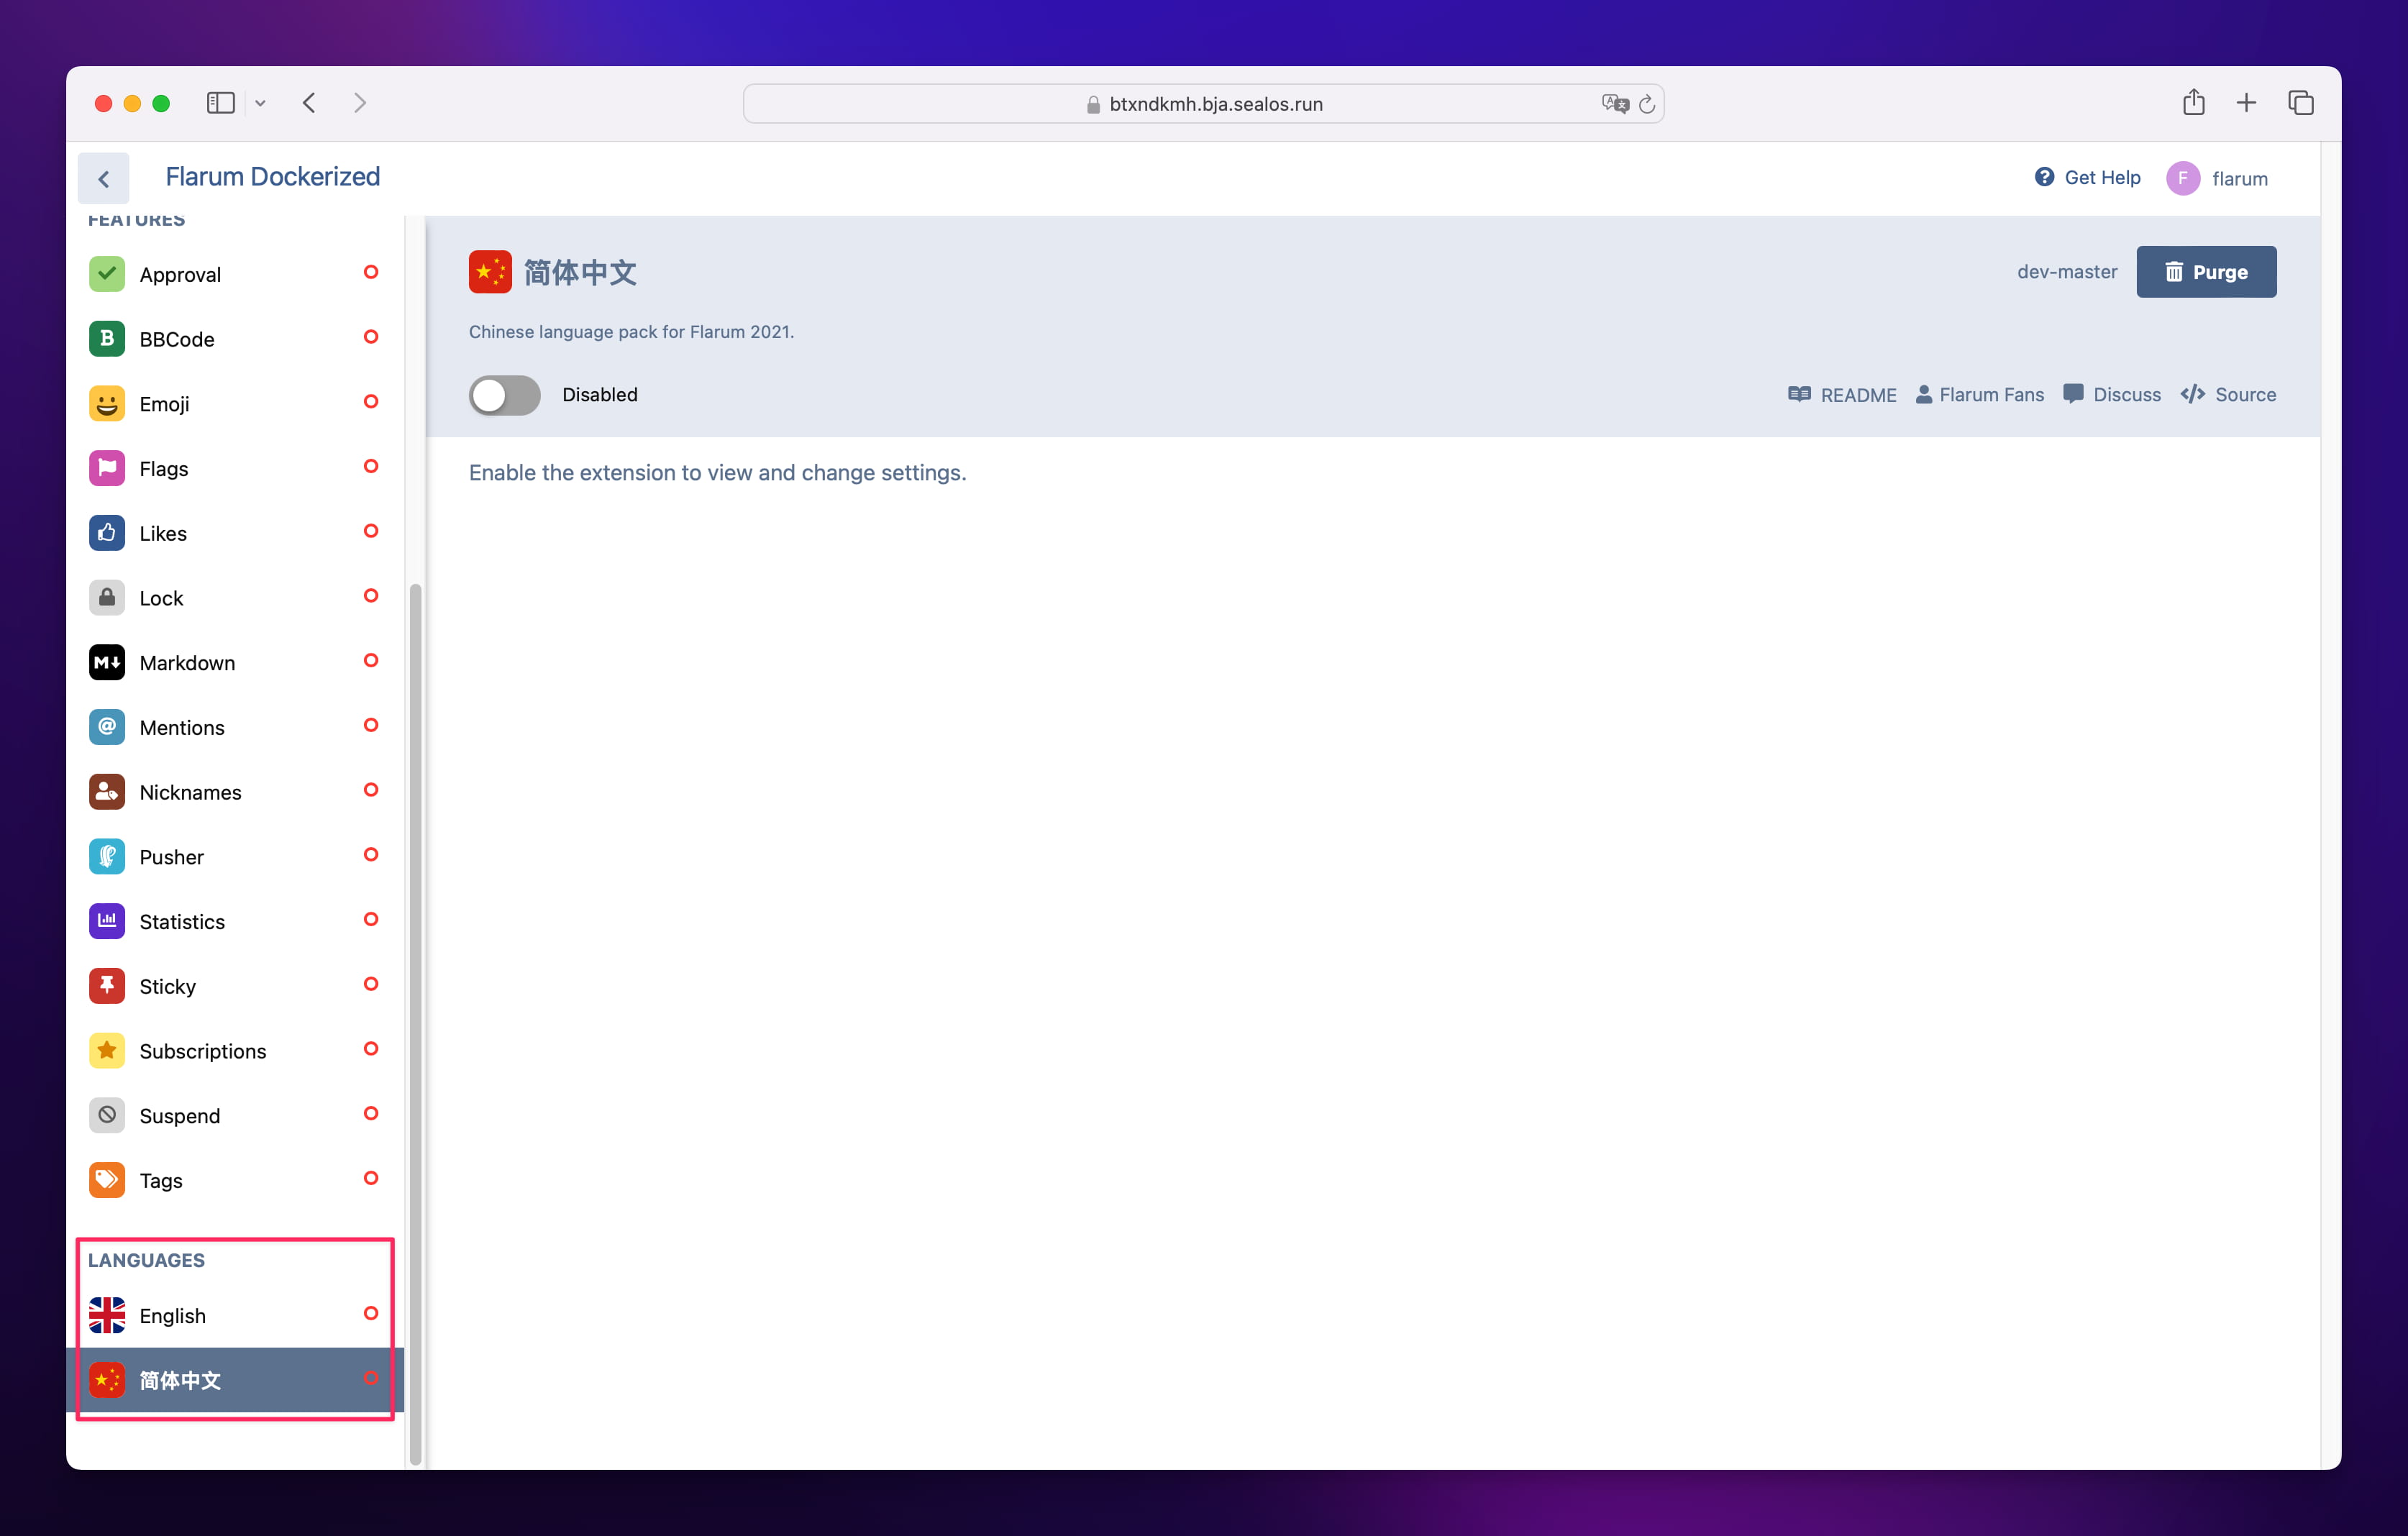 btxndkmh.bja.sealos.run
Flarum Dockerized
Get Help
F
flarum
FEATURES
Approval
B
BBCode
Emoji
Flags
Likes
Lock
M
Markdown
@
Mentions
Nicknames
Pusher
Statistics
Sticky
Subscriptions
Suspend
Tags
LANGUAGES
English
简体中文
简体中文
dev-master
Purge
Chinese language pack for Flarum 2021.
Disabled
README
Flarum Fans
Discuss
</> Source
Enable the extension to view and change settings.